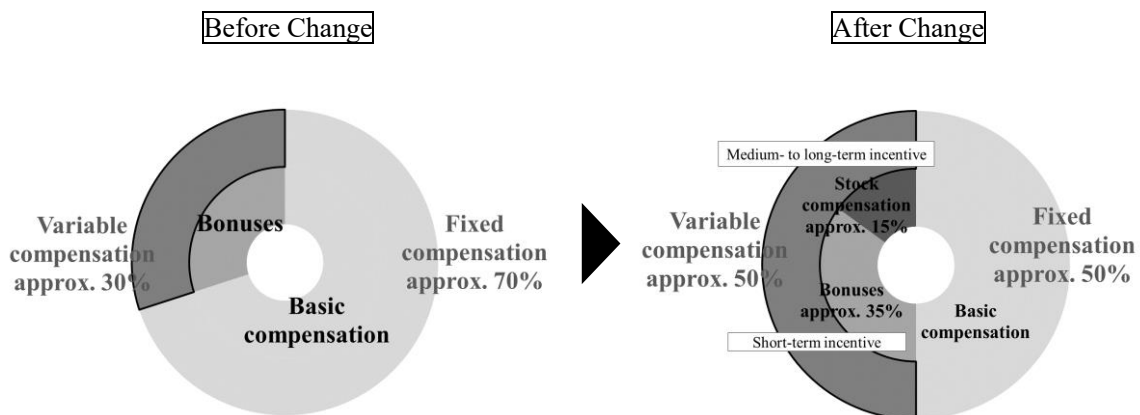 Before Change
Variable
compensation
approx. 30%
Bonuses
Fixed
compensation
approx. 70%
Basic
compensation
After Change
Medium- to long-term incentive
Stock
compensation
approx. 15%
Variable
compensation
approx. 50%
Fixed
compensation
approx. 50%
Bonuses
approx. 35%
Basic
compensation
Short-term incentive